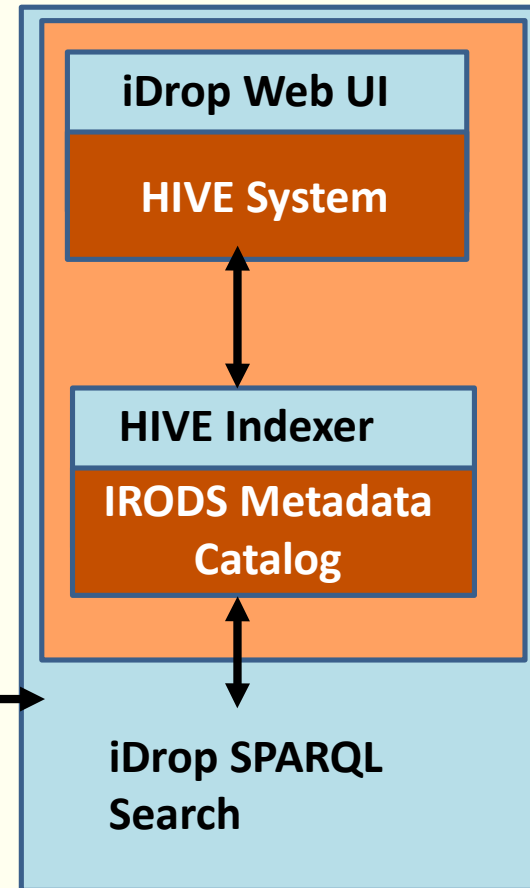 iDrop Web UI
HIVE System
HIVE Indexer
IRODS Metadata
Catalog
iDrop SPARQL
Search